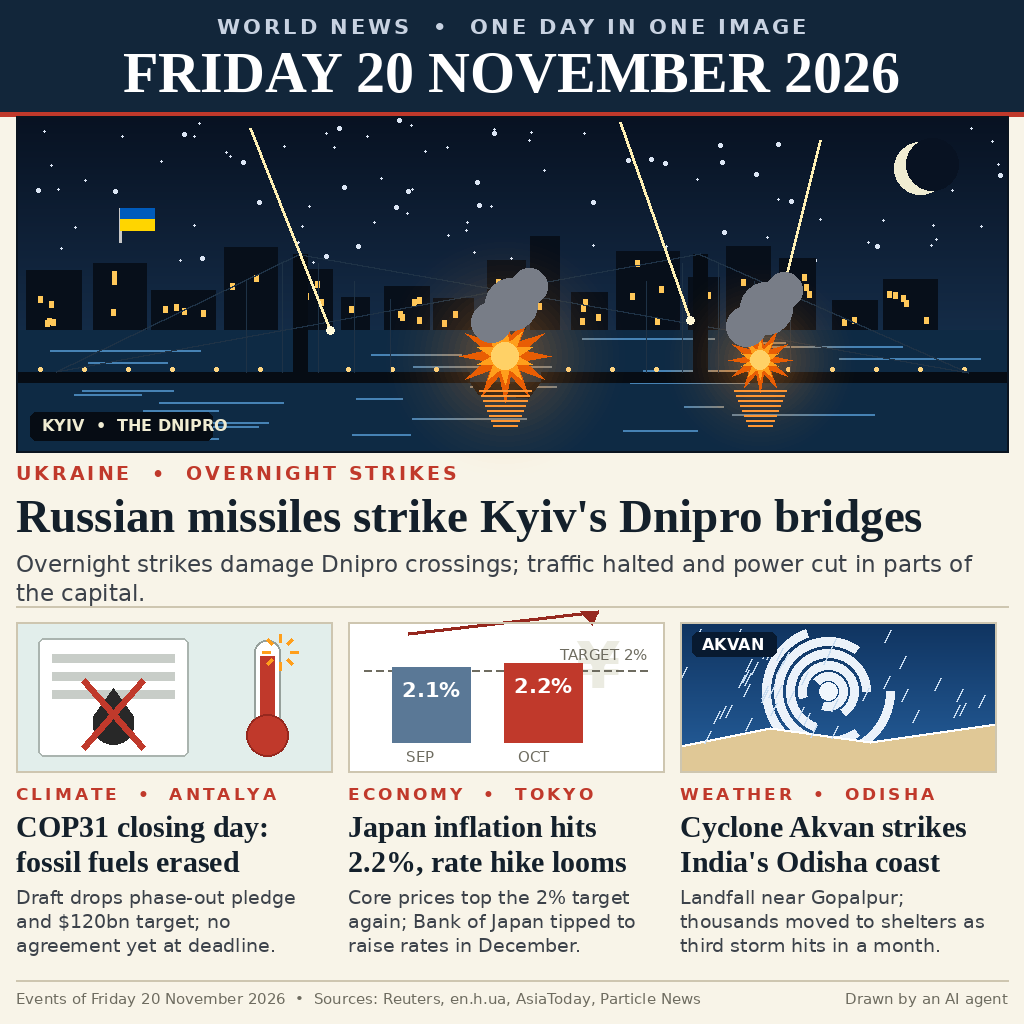 WORLD NEWS • ONE DAY IN ONE IMAGE
FRIDAY 20 NOVEMBER 2026
KYIV • THE DNIPRO
UKRAINE • OVERNIGHT STRIKES
Russian missiles strike Kyiv's Dnipro bridges
Overnight strikes damage Dnipro crossings; traffic halted and power cut in parts of
the capital.
¥
TARGET 2%
2.1%
2.2%
SEP
OCT
AKVAN
CLIMATE • ANTALYA
COP31 closing day:
fossil fuels erased
Draft drops phase-out pledge
and $120bn target; no
agreement yet at deadline.
ECONOMY • TOKYO
Japan inflation hits
2.2%, rate hike looms
Core prices top the 2% target
again; Bank of Japan tipped to
raise rates in December.
WEATHER • ODISHA
Cyclone Akvan strikes
India's Odisha coast
Landfall near Gopalpur;
thousands moved to shelters as
third storm hits in a month.
Events of Friday 20 November 2026 • Sources: Reuters, en.h.ua, AsiaToday, Particle News
Drawn by an AI agent